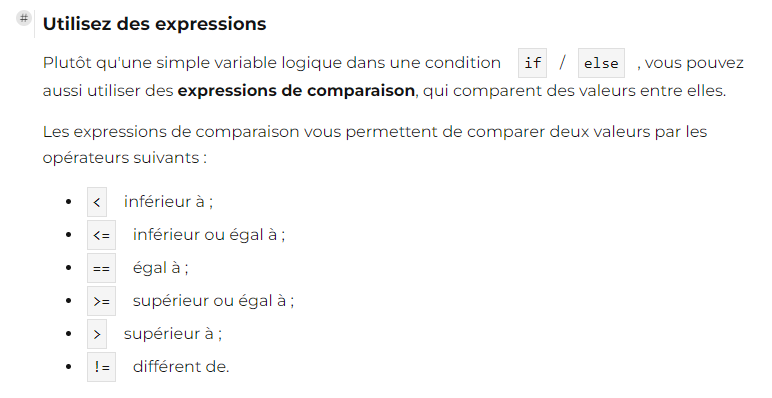 #
Utilisez des expressions
Plutôt qu'une simple variable logique dans une condition if / else , vous pouvez
aussi utiliser des expressions de comparaison, qui comparent des valeurs entre elles.
Les expressions de comparaison vous permettent de comparer deux valeurs par les
opérateurs suivants :
• < inférieur à ;
• <= inférieur ou égal à ;
• == égal à ;
• >= supérieur ou égal à ;
• > supérieur à ;
• != différent de.